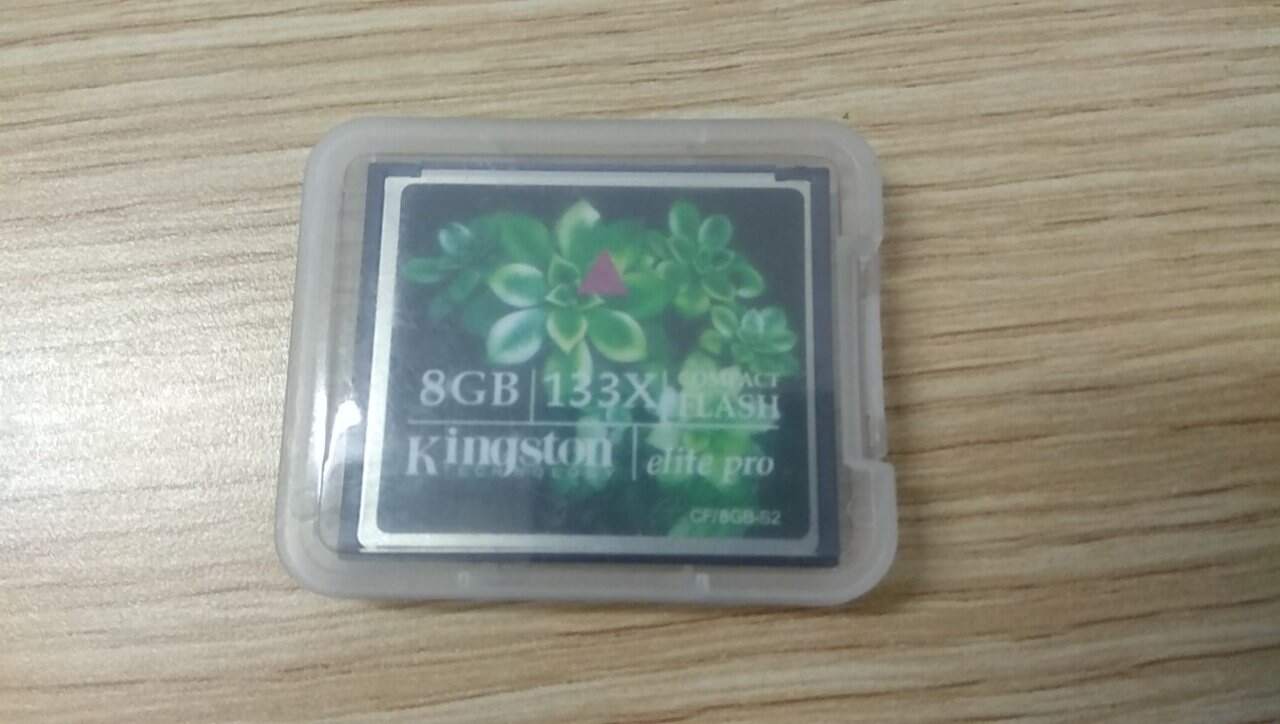 8GB 133X COMPACT
FLASH
Kingston elite pro
CF/8GB-S2